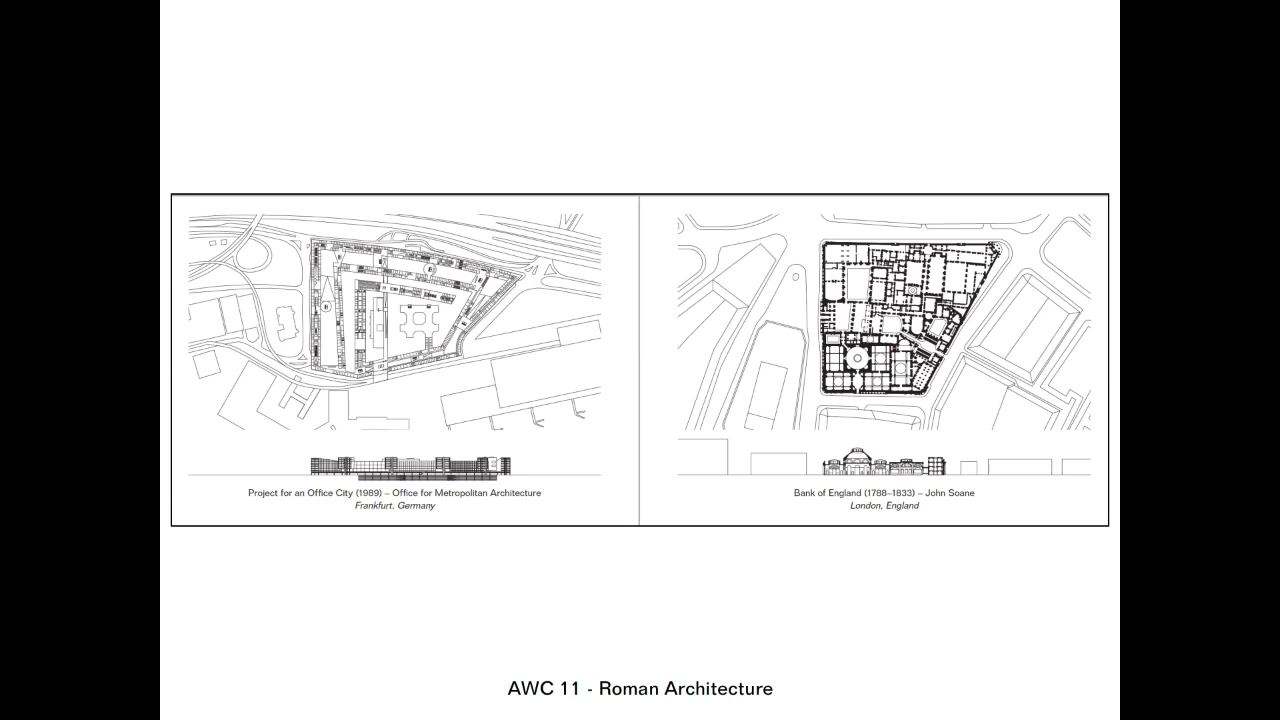 Project for an Office City (1989) – Office for Metropolitan Architecture
Frankfurt, Germany
Bank of England (1788–1833) – John Soane
London, England
AWC 11 - Roman Architecture